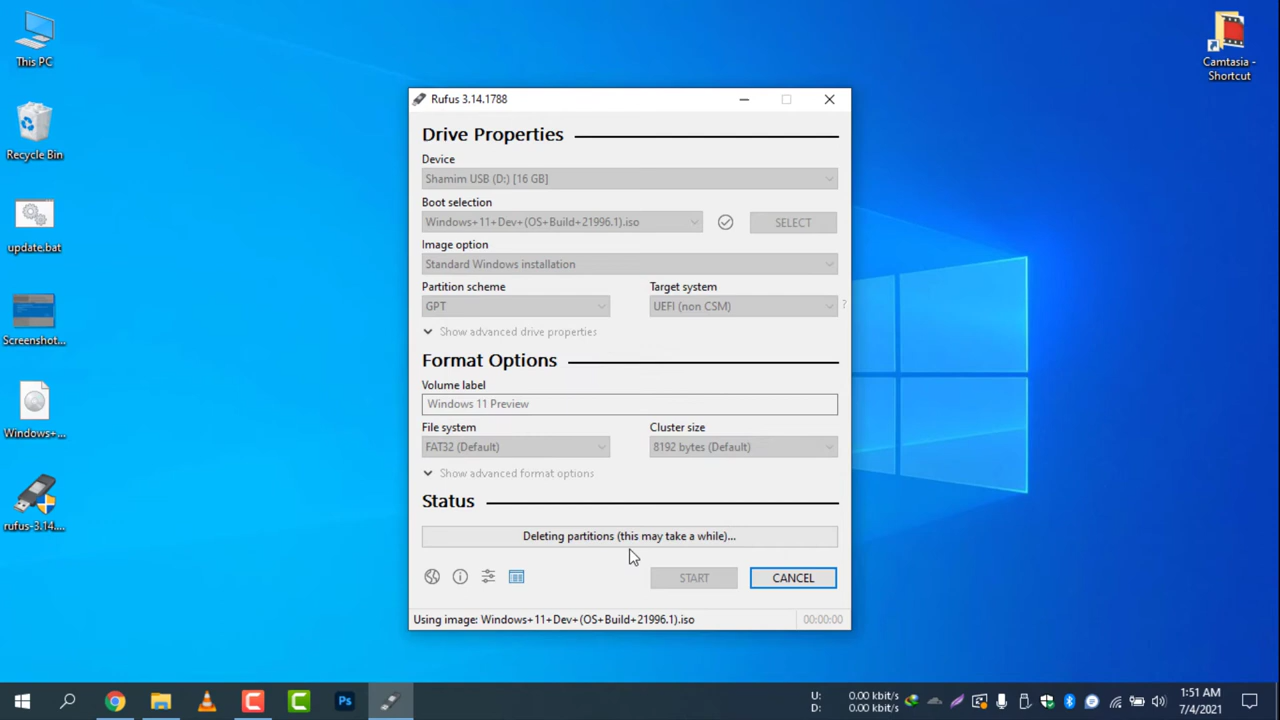 This PC
Recycle Bin
update.bat
Screenshot...
Windows+...
rufus-3.14....
Camtasia -
Shortcut
Rufus 3.14.1788
Drive Properties
Device
Shamim USB (D:) [16 GB]
Boot selection
Windows+11+Dev+(OS+Build+21996.1).iso
SELECT
Image option
Standard Windows installation
Partition scheme
Target system
GPT
UEFI (non CSM)
?
Show advanced drive properties
Format Options
Volume label
Windows 11 Preview
File system
Cluster size
FAT32 (Default)
8192 bytes (Default)
Show advanced format options
Status
Deleting partitions (this may take a while)...
START
CANCEL
Using image: Windows+11+Dev+(OS+Build+21996.1).iso
00:00:00
Ps
U: 0.00 kbit/s
D: 0.00 kbit/s
1:51 AM
7/4/2021